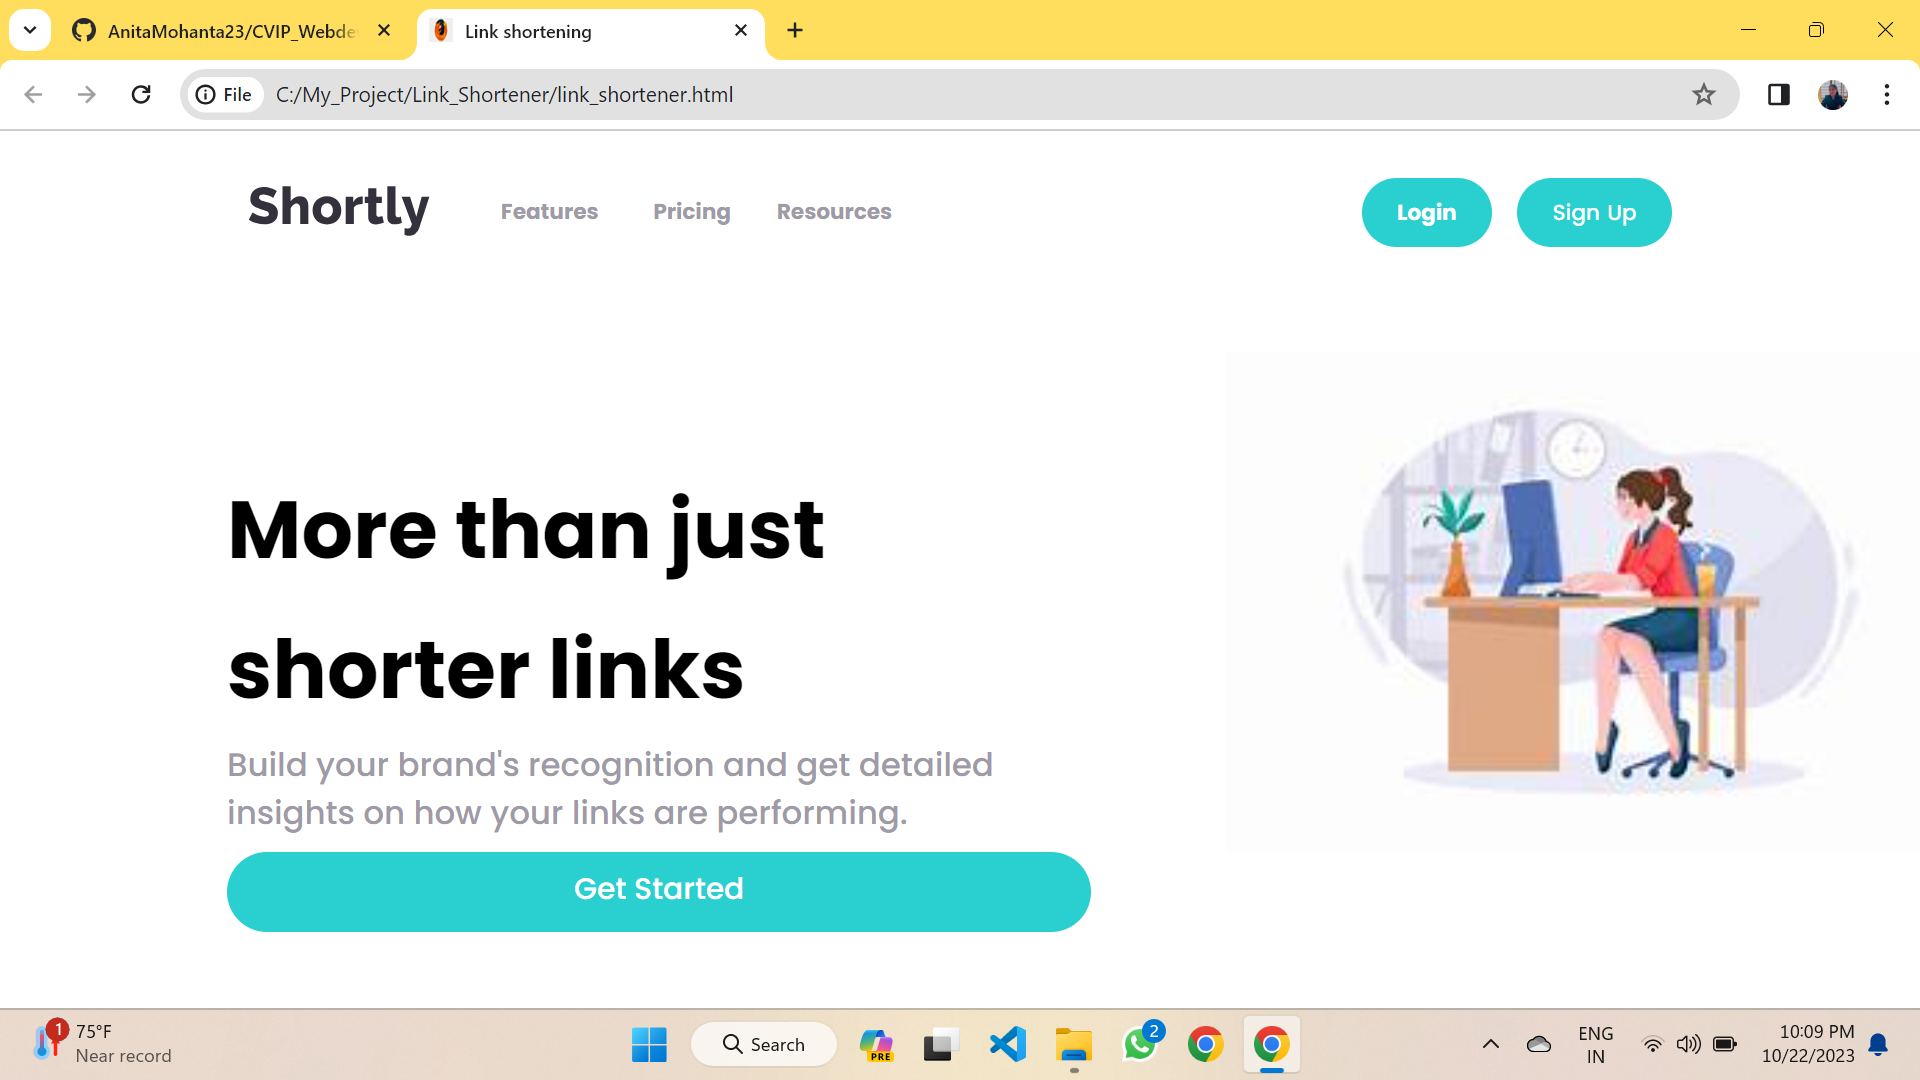 AnitaMohanta23/CVIP_Webde
Link shortening
File
C:/My_Project/Link_Shortener/link_shortener.html
Shortly
Features
Pricing
Resources
Login
Sign Up
More than just
shorter links
Build your brand's recognition and get detailed
insights on how your links are performing.
Get Started
1
75°F
Near record
Search
PRE
2
ENG
IN
10:09 PM
10/22/2023